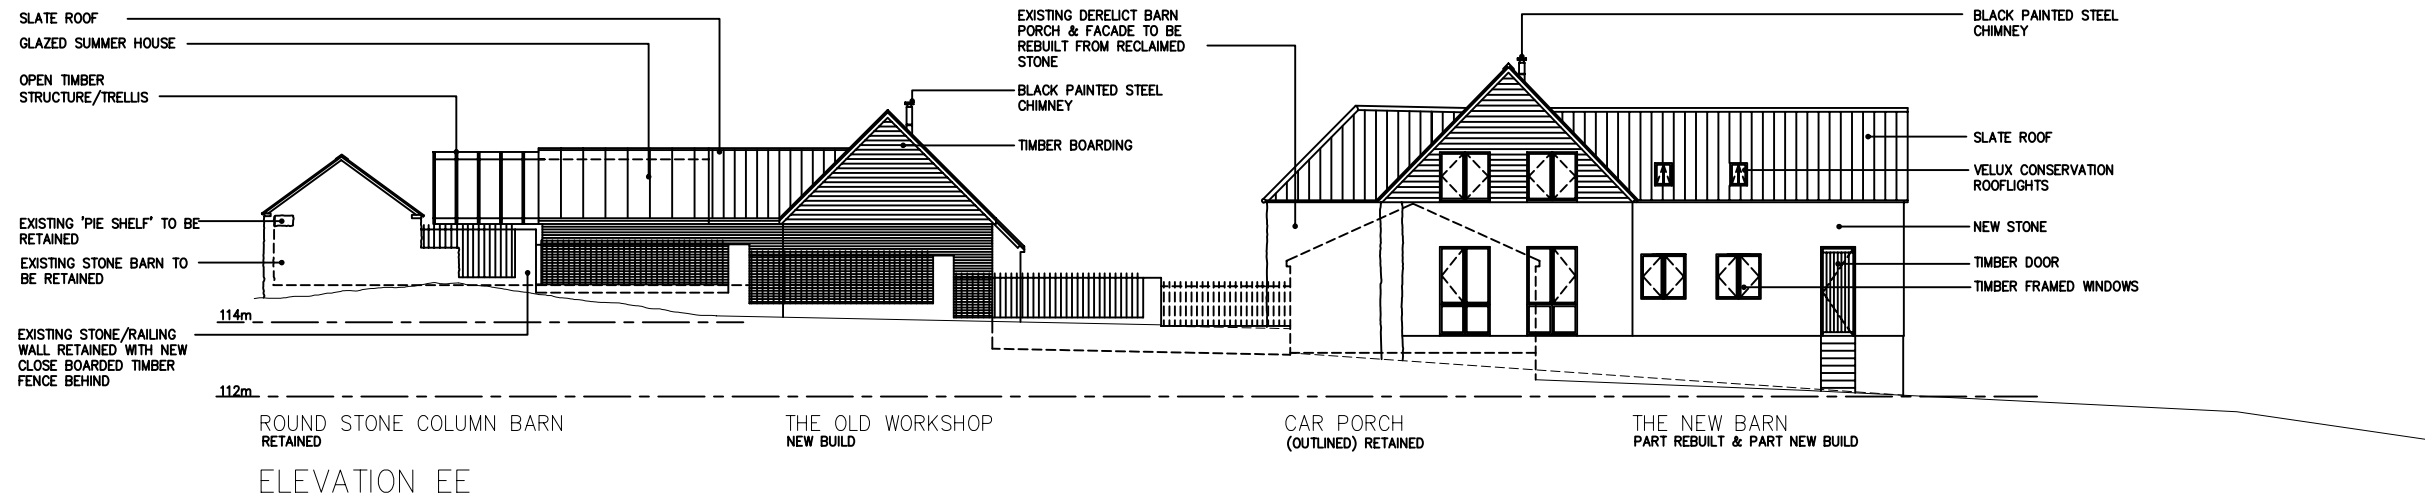 SLATE ROOF
GLAZED SUMMER HOUSE
OPEN TIMBER
STRUCTURE/TRELLIS
EXISTING 'PIE SHELF' TO BE
RETAINED
EXISTING STONE BARN TO
BE RETAINED
114m
EXISTING STONE/RAILING
WALL RETAINED WITH NEW
CLOSE BOARDED TIMBER
FENCE BEHIND
112m
EXISTING DERELICT BARN
PORCH & FACADE TO BE
REBUILT FROM RECLAIMED
STONE
BLACK PAINTED STEEL
CHIMNEY
TIMBER BOARDING
BLACK PAINTED STEEL
CHIMNEY
SLATE ROOF
VELUX CONSERVATION
ROOFLIGHTS
NEW STONE
TIMBER DOOR
TIMBER FRAMED WINDOWS
ROUND STONE COLUMN BARN
RETAINED
THE OLD WORKSHOP
NEW BUILD
CAR PORCH
(OUTLINED) RETAINED
THE NEW BARN
PART REBUILT & PART NEW BUILD
ELEVATION EE